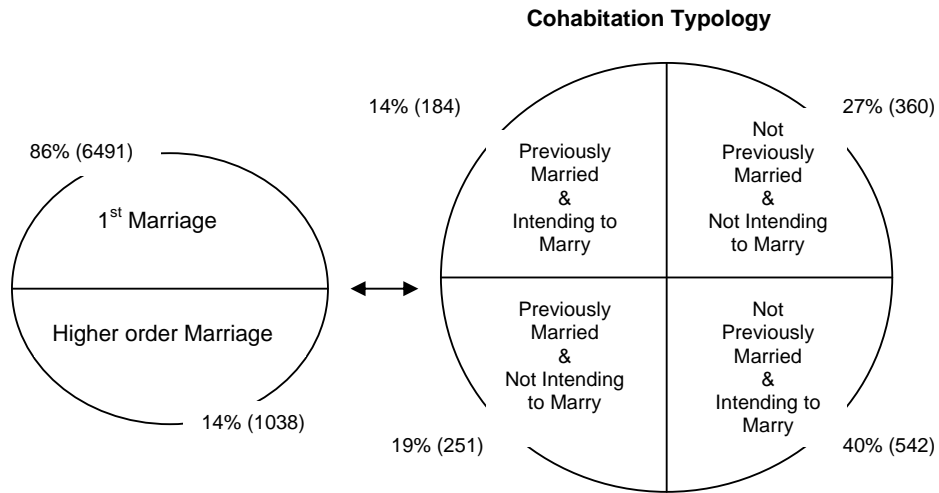 Cohabitation Typology
14% (184)
27% (360)
86% (6491)
1st Marriage
Higher order Marriage
14% (1038)
Previously
Married
&
Intending to
Marry
Not
Previously
Married
&
Not Intending
to Marry
Previously
Married
&
Not Intending
to Marry
Not
Previously
Married
&
Intending to
Marry
19% (251)
40% (542)